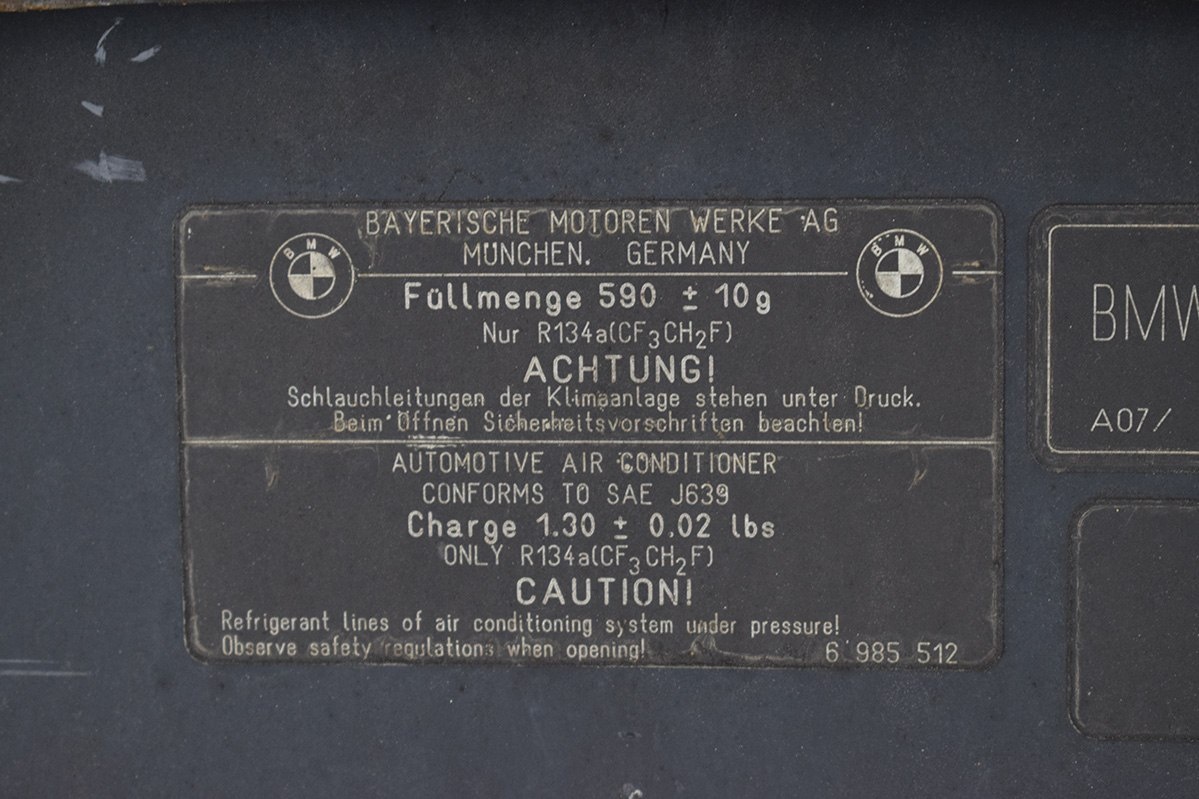 BAYERISCHE MOTOREN WERKE AG
MÜNCHEN. GERMANY
BMW
BMW
Füllmenge 590 ± 10g
Nur R134a(CF3CH2F)
ACHTUNG!
Schlauchleitungen der Klimaanlage stehen unter Druck.
Beim Öffnen Sicherheitsvorschriften beachten!
AUTOMOTIVE AIR CONDITIONER
CONFORMS TO SAE J639
Charge 1.30 ± 0.02 lbs
ONLY R134a(CF3CH2F)
CAUTION!
Refrigerant lines of air conditioning system under pressure!
Observe safety regulations when opening!
6 985 512
BMW
A07/